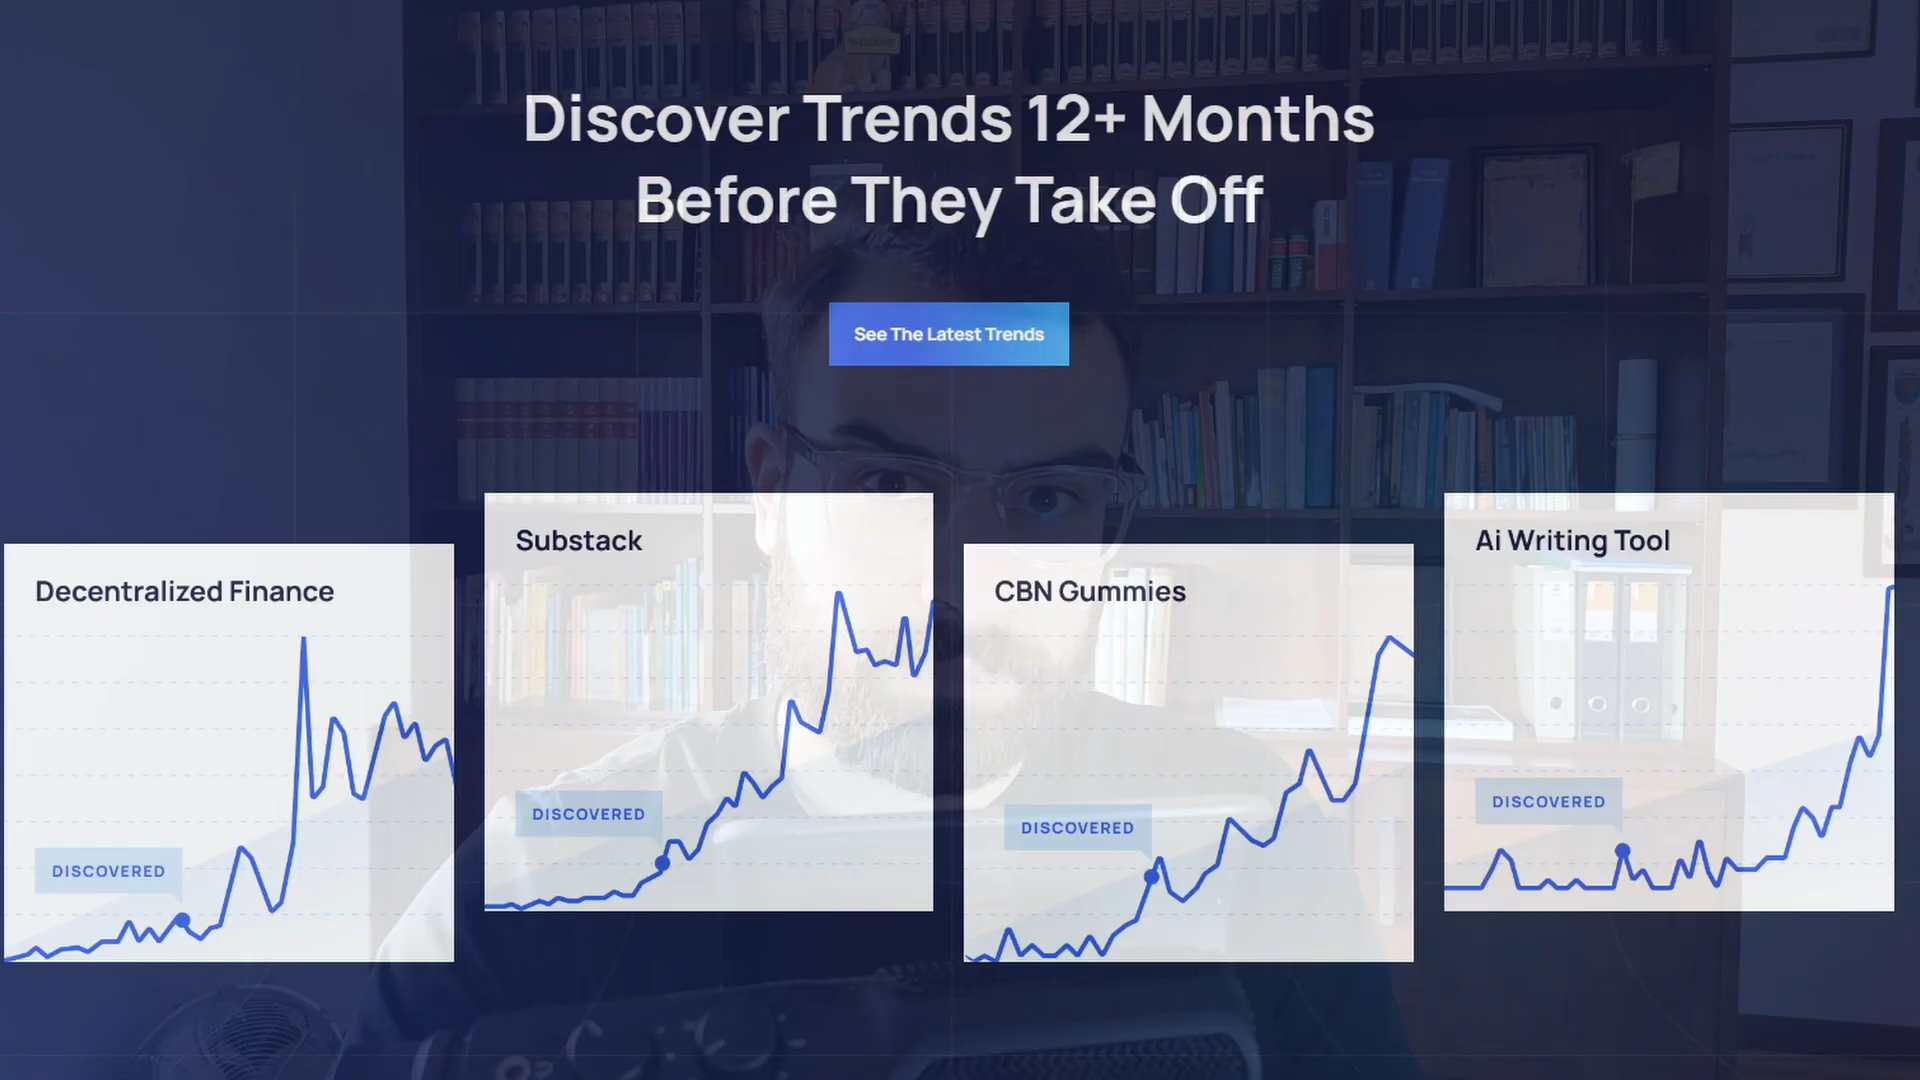 WELCOME
Discover Trends 12+ Months
Before They Take Off
See The Latest Trends
Decentralized Finance
DISCOVERED
Substack
DISCOVERED
CBN Gummies
DISCOVERED
Ai Writing Tool
DISCOVERED